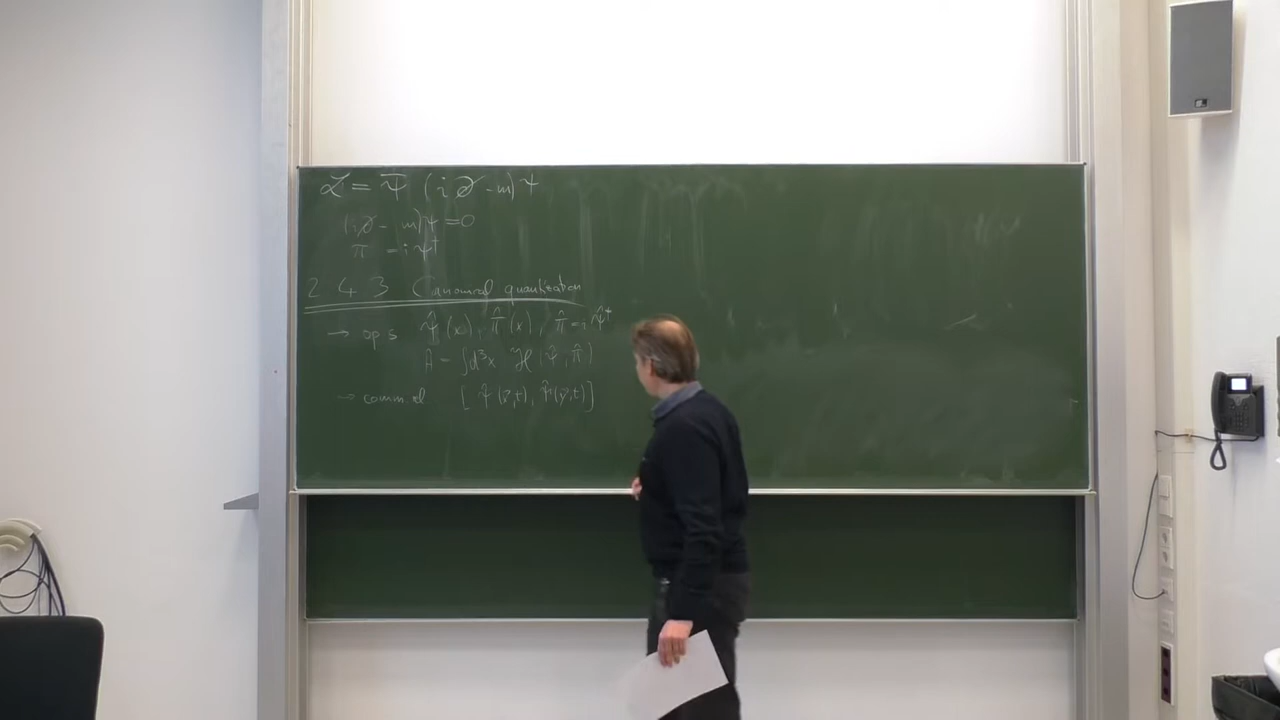 ℒ = ψ̄ (i∂̸ - m)ψ
(i∂̸ - m)ψ = 0
π = iψ†
2.4.3 Canonical quantization
→ ops ψ̂(x), π̂(x), π̂ = iψ̂†
Ĥ = ∫d³x ℋ(ψ̂, π̂)
→ comm. rel [ψ̂(x⃗,t), ψ̂†(y⃗,t)]